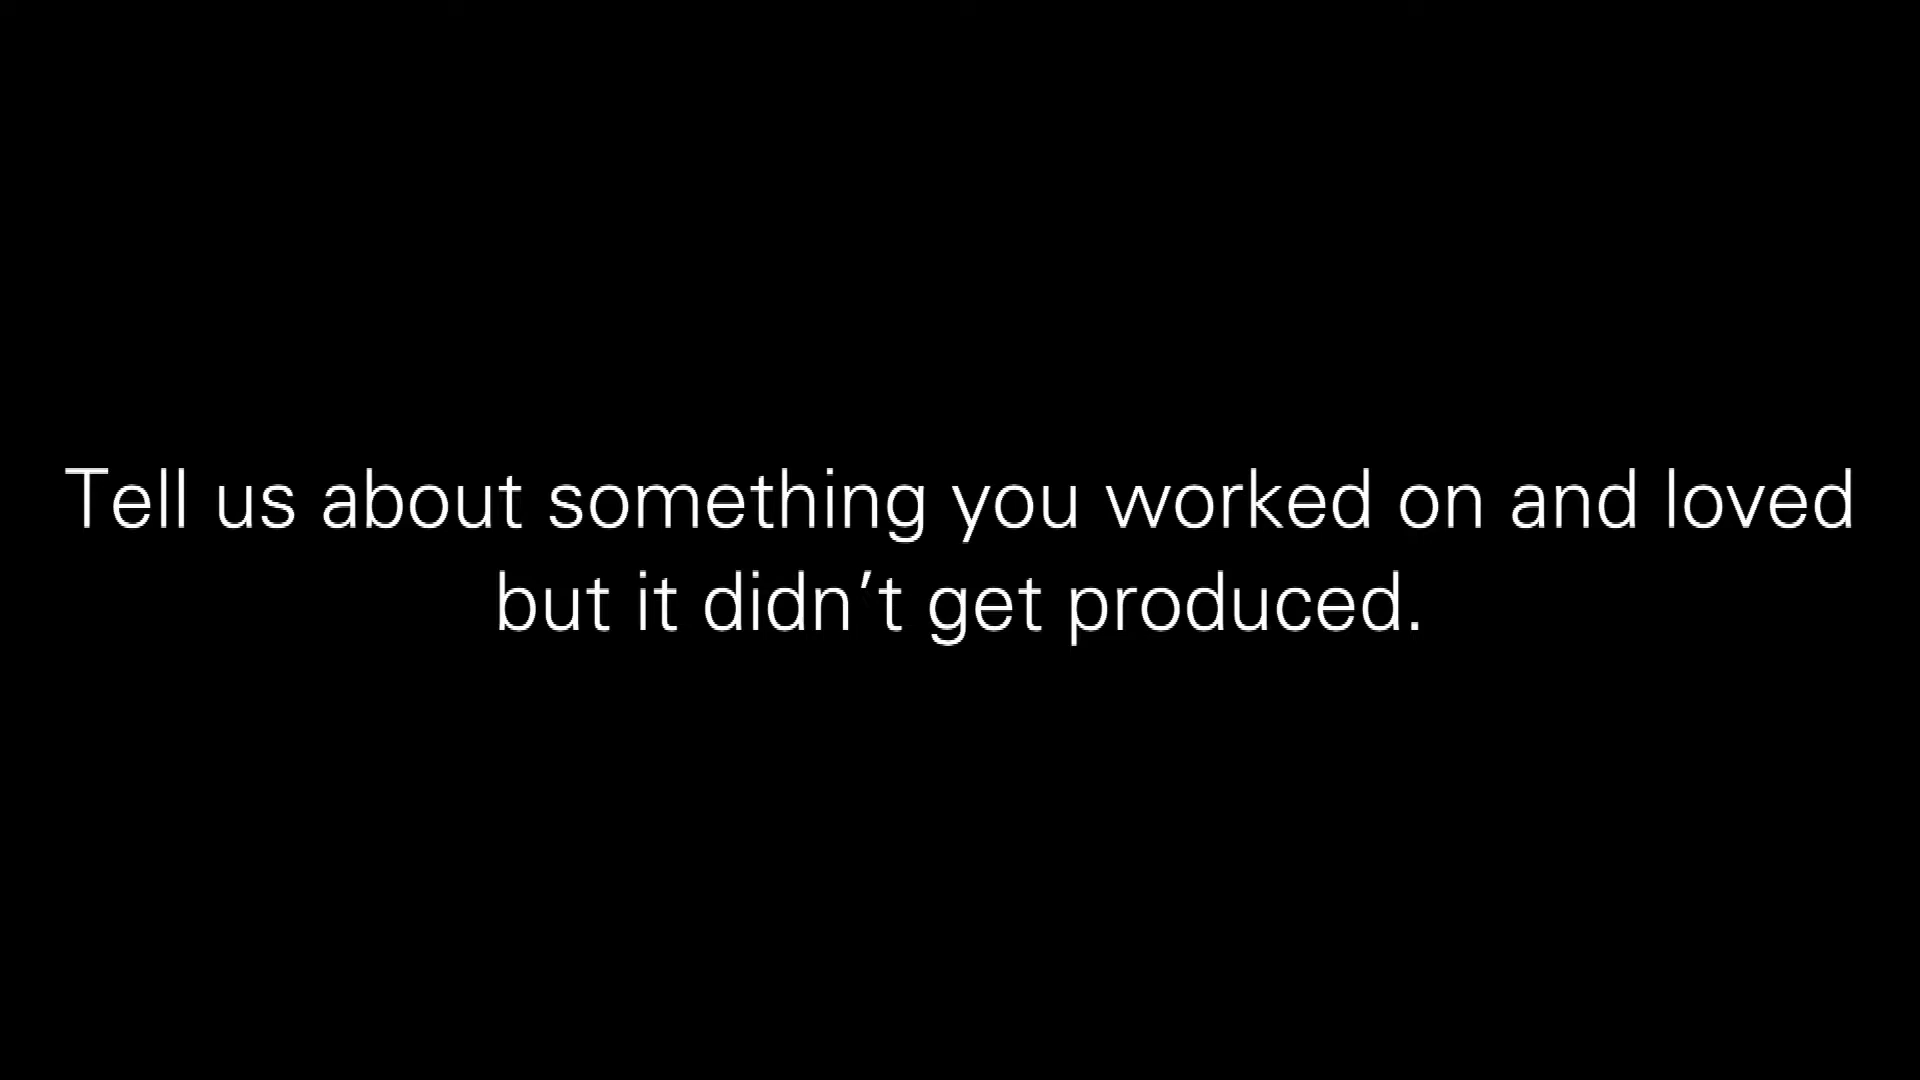 Tell us about something you worked on and loved
but it didn’t get produced.